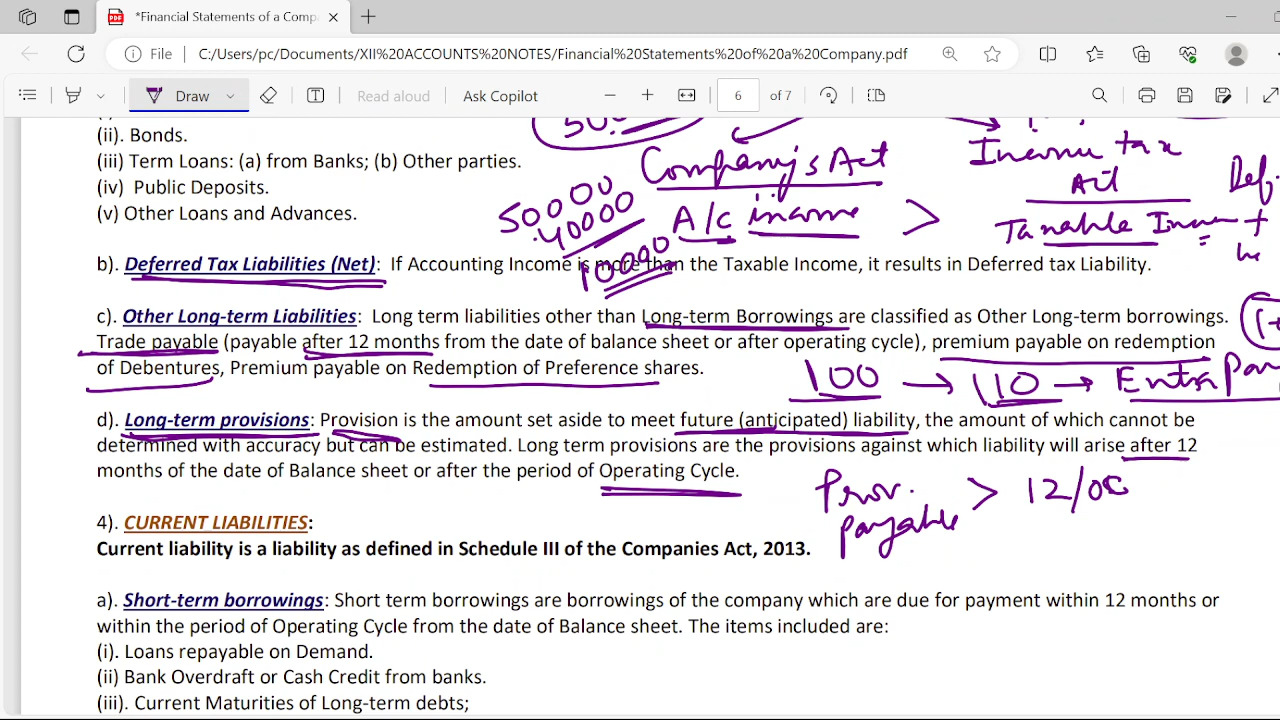 *Financial Statements of a Comp
File C:/Users/pc/Documents/XII%20ACCOUNTS%20NOTES/Financial%20Statements%20of%20a%20Company.pdf
Draw Read aloud Ask Copilot 6 of 7
(ii). Bonds.
(iii) Term Loans: (a) from Banks; (b) Other parties.
(iv) Public Deposits.
(v) Other Loans and Advances.
Company's Act
Income tax
Act
50000
40000
10000
A/c income >
Taxable Income
Def.
b). Deferred Tax Liabilities (Net): If Accounting Income is more than the Taxable Income, it results in Deferred tax Liability.
c). Other Long-term Liabilities: Long term liabilities other than Long-term Borrowings are classified as Other Long-term borrowings.
Trade payable (payable after 12 months from the date of balance sheet or after operating cycle), premium payable on redemption
of Debentures, Premium payable on Redemption of Preference shares.
100 → 110 → Extra
d). Long-term provisions: Provision is the amount set aside to meet future (anticipated) liability, the amount of which cannot be
determined with accuracy but can be estimated. Long term provisions are the provisions against which liability will arise after 12
months of the date of Balance sheet or after the period of Operating Cycle.
Prov. > 12/OC
payable
4). CURRENT LIABILITIES:
Current liability is a liability as defined in Schedule III of the Companies Act, 2013.
a). Short-term borrowings: Short term borrowings are borrowings of the company which are due for payment within 12 months or
within the period of Operating Cycle from the date of Balance sheet. The items included are:
(i). Loans repayable on Demand.
(ii) Bank Overdraft or Cash Credit from banks.
(iii). Current Maturities of Long-term debts;